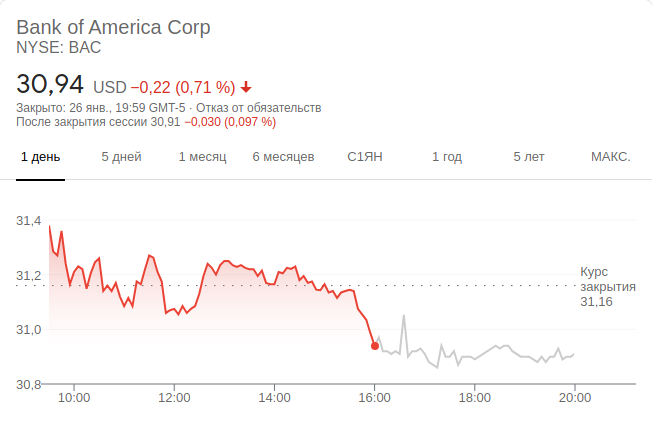 Bank of America Corp
NYSE: BAC
30,94 USD −0,22 (0,71 %)
Закрыто: 26 янв., 19:59 GMT-5 · Отказ от обязательств
После закрытия сессии 30,91 −0,030 (0,097 %)
1 день 5 дней 1 месяц 6 месяцев С1ЯН 1 год 5 лет МАКС.
31,4
31,2
31,0
30,8
Курс
закрытия
31,16
10:00 12:00 14:00 16:00 18:00 20:00